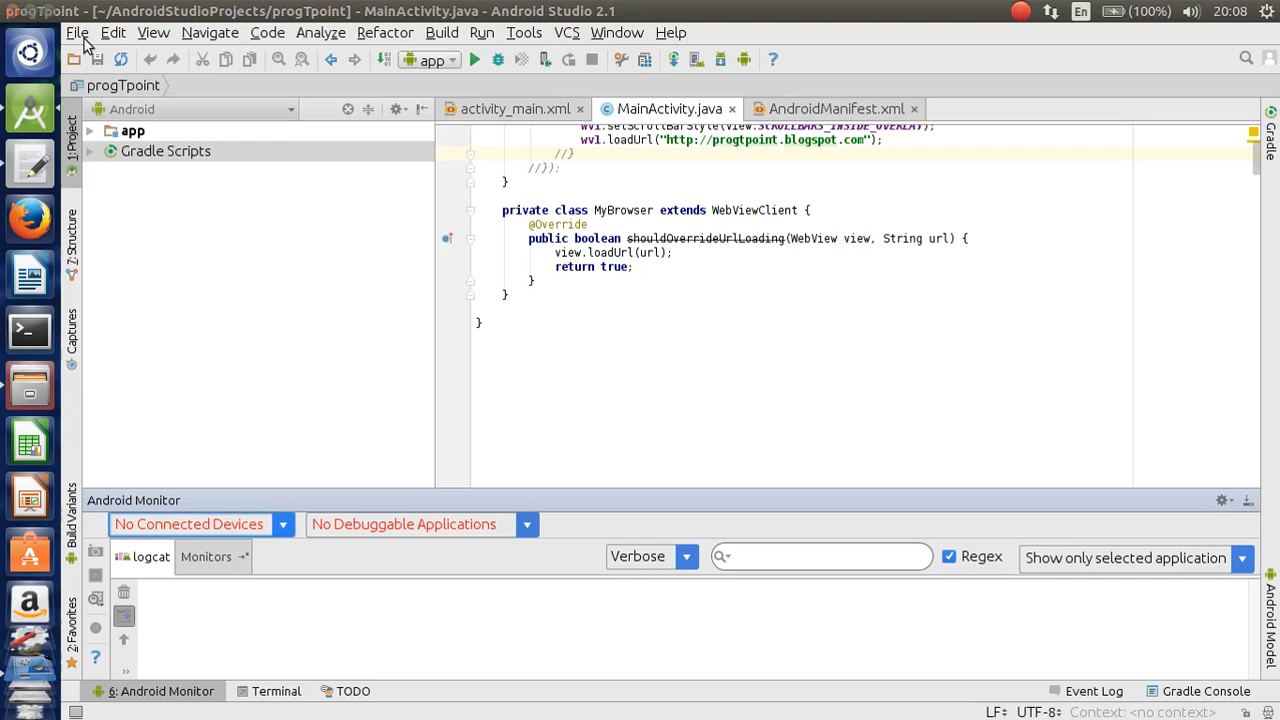 progTpoint - [~/AndroidStudioProjects/progTpoint] - MainActivity.java - Android Studio 2.1
En (100%) 20:08
File Edit View Navigate Code Analyze Refactor Build Run Tools VCS Window Help
app
progTpoint
Android
activity_main.xml MainActivity.java AndroidManifest.xml
app
Gradle Scripts
1: Project
7: Structure
Captures
Build Variants
2: Favorites
wv1.setScrollBarStyle(View.SCROLLBARS_INSIDE_OVERLAY);
wv1.loadUrl("http://progtpoint.blogspot.com");
//}
//});
}
private class MyBrowser extends WebViewClient {
@Override
public boolean shouldOverrideUrlLoading(WebView view, String url) {
view.loadUrl(url);
return true;
}
}
}
Gradle
Android Model
Android Monitor
No Connected Devices No Debuggable Applications
logcat Monitors Verbose Regex Show only selected application
6: Android Monitor Terminal TODO Event Log Gradle Console
LF÷ UTF-8÷ Context: <no context>